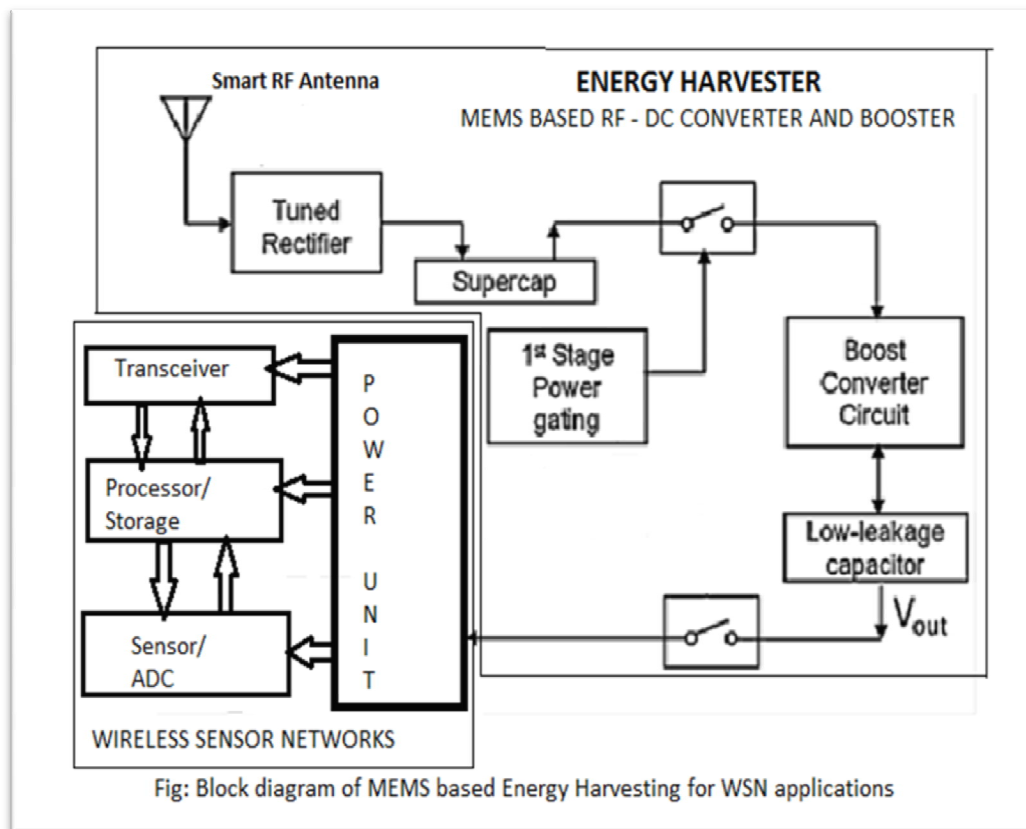 Smart RF Antenna
ENERGY HARVESTER
MEMS BASED RF - DC CONVERTER AND BOOSTER
Tuned
Rectifier
Supercap
1st Stage
Power
gating
Boost
Converter
Circuit
Low-leakage
capacitor
Vout
Transceiver
Processor/
Storage
Sensor/
ADC
P
O
W
E
R
U
N
I
T
WIRELESS SENSOR NETWORKS
Fig: Block diagram of MEMS based Energy Harvesting for WSN applications